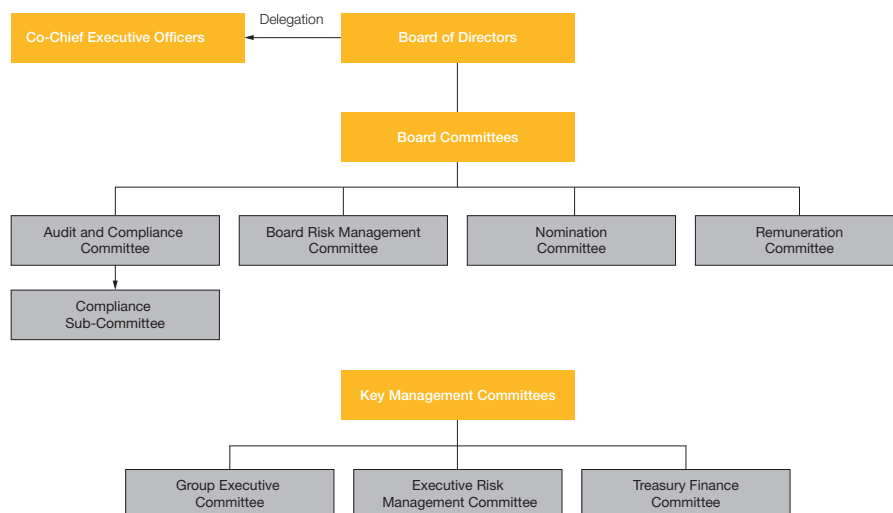 Delegation
Co-Chief Executive Officers
Board of Directors
Board Committees
Audit and Compliance
Committee
Board Risk Management
Committee
Nomination
Committee
Remuneration
Committee
Compliance
Sub-Committee
Key Management Committees
Group Executive
Committee
Executive Risk
Management Committee
Treasury Finance
Committee